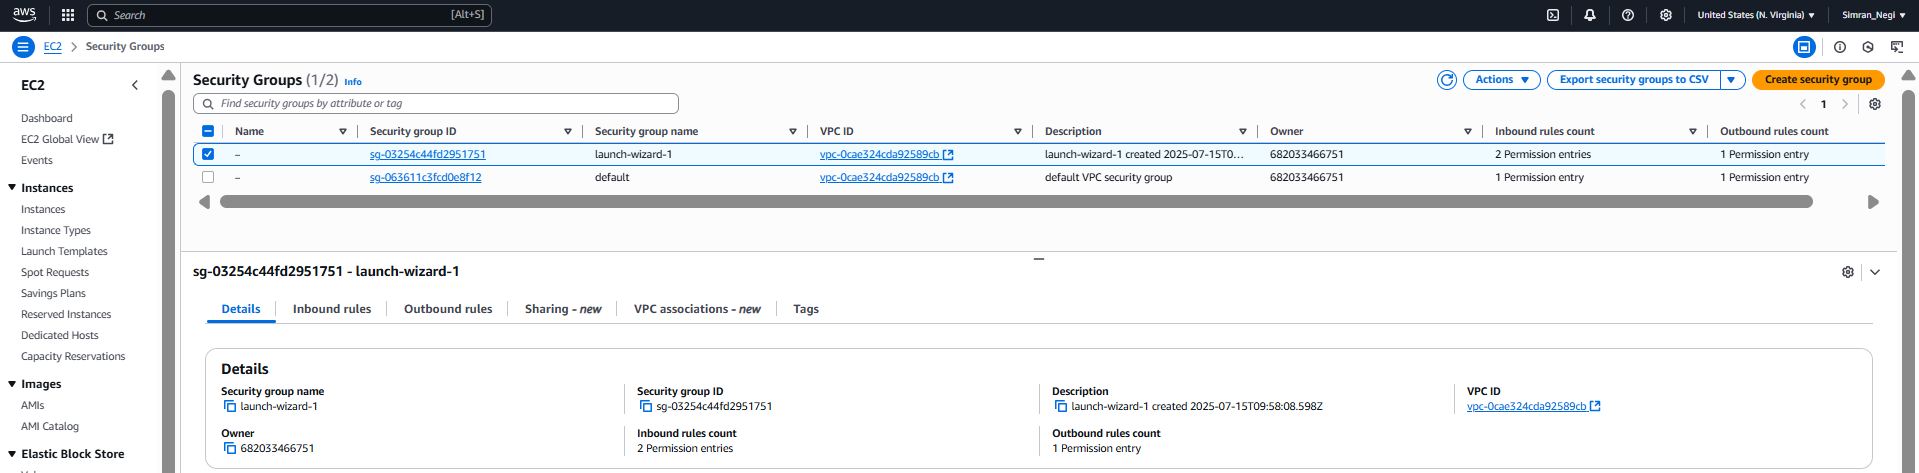 aws Search [Alt+S] United States (N. Virginia) Simran_Negi
EC2 Security Groups
EC2
Dashboard
EC2 Global View
Events
Instances
Instances
Instance Types
Launch Templates
Spot Requests
Savings Plans
Reserved Instances
Dedicated Hosts
Capacity Reservations
Images
AMIs
AMI Catalog
Elastic Block Store
Security Groups (1/2) Info Actions Export security groups to CSV Create security group
Find security groups by attribute or tag 1
Name Security group ID Security group name VPC ID Description Owner Inbound rules count Outbound rules count
– sg-03254c44fd2951751 launch-wizard-1 vpc-0cae324cda92589cb launch-wizard-1 created 2025-07-15T0... 682033466751 2 Permission entries 1 Permission entry
– sg-063611c3fcd0e8f12 default vpc-0cae324cda92589cb default VPC security group 682033466751 1 Permission entry 1 Permission entry
sg-03254c44fd2951751 - launch-wizard-1
Details Inbound rules Outbound rules Sharing - new VPC associations - new Tags
Details
Security group name Security group ID Description VPC ID
launch-wizard-1 sg-03254c44fd2951751 launch-wizard-1 created 2025-07-15T09:58:08.598Z vpc-0cae324cda92589cb
Owner Inbound rules count Outbound rules count
682033466751 2 Permission entries 1 Permission entry